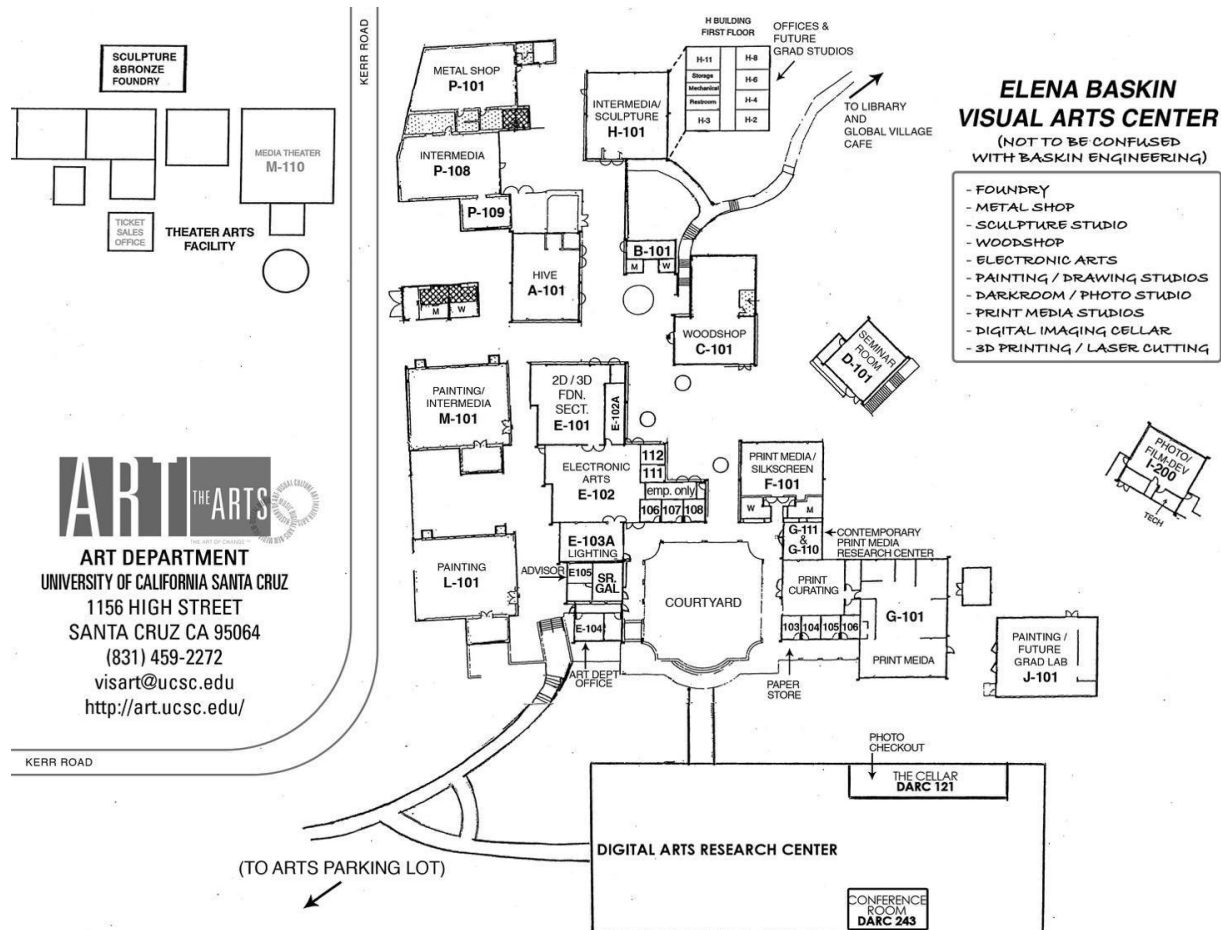 SCULPTURE
&BRONZE
FOUNDRY
MEDIA THEATER
M-110
TICKET
SALES
OFFICE
THEATER ARTS
FACILITY
KERR ROAD
METAL SHOP
P-101
INTERMEDIA
P-108
P-109
HIVE
A-101
M
W
INTERMEDIA/
SCULPTURE
H-101
H BUILDING
FIRST FLOOR
H-11
Storage
Mechanical
Restroom
H-3
H-8
H-6
H-4
H-2
OFFICES &
FUTURE
GRAD STUDIOS
TO LIBRARY
AND
GLOBAL VILLAGE
CAFE
B-101
M
W
WOODSHOP
C-101
SEMINAR
ROOM
D-101
ELENA BASKIN
VISUAL ARTS CENTER
(NOT TO BE CONFUSED
WITH BASKIN ENGINEERING)
- FOUNDRY
- METAL SHOP
- SCULPTURE STUDIO
- WOODSHOP
- ELECTRONIC ARTS
- PAINTING / DRAWING STUDIOS
- DARKROOM / PHOTO STUDIO
- PRINT MEDIA STUDIOS
- DIGITAL IMAGING CELLAR
- 3D PRINTING / LASER CUTTING
PAINTING/
INTERMEDIA
M-101
2D / 3D
FDN.
SECT.
E-101
E-102A
ELECTRONIC
ARTS
E-102
112
111
emp. only
106
107
108
PRINT MEDIA/
SILKSCREEN
F-101
W
M
PHOTO/
FILM-DEV
I-200
TECH
G-111
&
G-110
CONTEMPORARY
PRINT MEDIA
RESEARCH CENTER
E-103A
LIGHTING
ADVISOR
E105
SR.
GAL
E-104
ART DEPT
OFFICE
PAINTING
L-101
COURTYARD
PRINT
CURATING
103
104
105
106
G-101
PRINT MEIDA
PAPER
STORE
PAINTING /
FUTURE
GRAD LAB
J-101
ART
THE ARTS
ART DEPARTMENT
UNIVERSITY OF CALIFORNIA SANTA CRUZ
1156 HIGH STREET
SANTA CRUZ CA 95064
(831) 459-2272
visart@ucsc.edu
http://art.ucsc.edu/
KERR ROAD
(TO ARTS PARKING LOT)
PHOTO
CHECKOUT
THE CELLAR
DARC 121
DIGITAL ARTS RESEARCH CENTER
CONFERENCE
ROOM
DARC 243